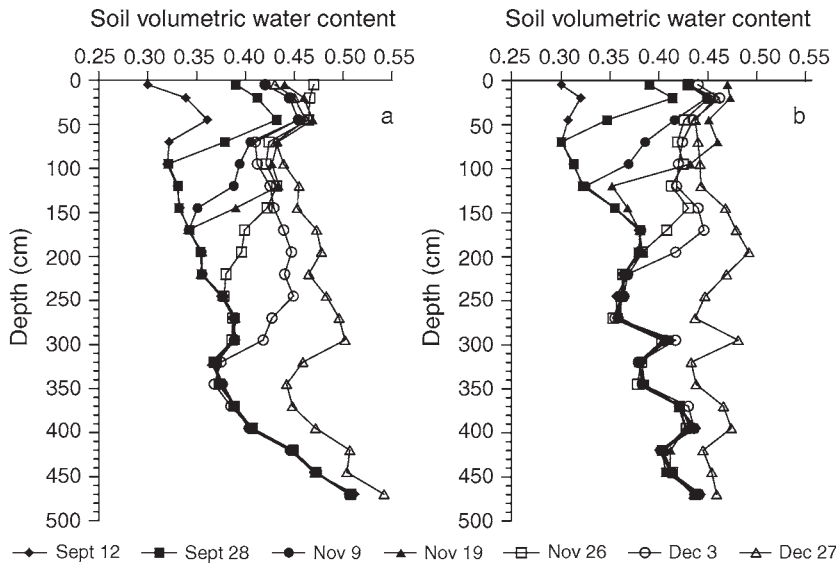 Soil volumetric water content
0.25 0.30 0.35 0.40 0.45 0.50 0.55
Depth (cm)
0
50
100
150
200
250
300
350
400
450
500
a
Soil volumetric water content
0.25 0.30 0.35 0.40 0.45 0.50 0.55
Depth (cm)
0
50
100
150
200
250
300
350
400
450
500
b
Sept 12 Sept 28 Nov 9 Nov 19 Nov 26 Dec 3 Dec 27